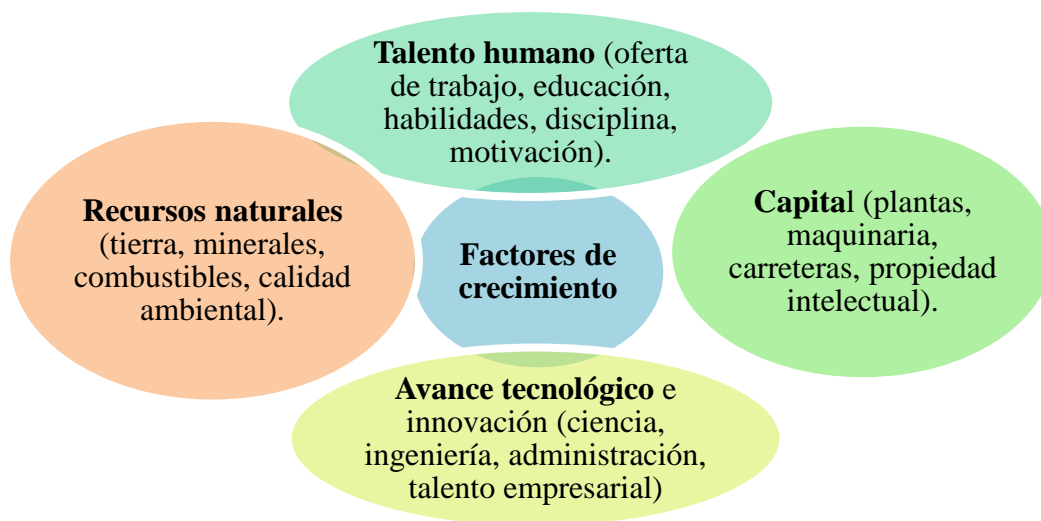 Talento humano (oferta
de trabajo, educación,
habilidades, disciplina,
motivación).
Recursos naturales
(tierra, minerales,
combustibles, calidad
ambiental).
Factores de
crecimiento
Capital (plantas,
maquinaria,
carreteras, propiedad
intelectual).
Avance tecnológico e
innovación (ciencia,
ingeniería, administración,
talento empresarial)